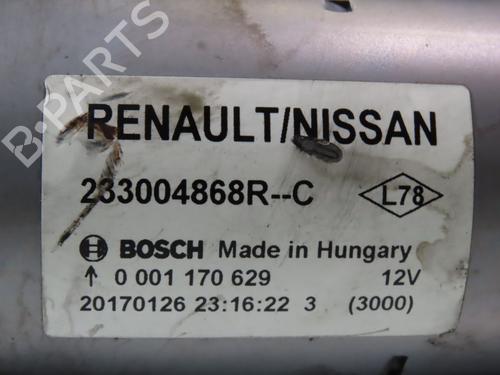 B-PARTS
RENAULT/NISSAN
233004868R--C
L78
BOSCH Made in Hungary
0 001 170 629 12V
20170126 23:16:22 3 (3000)